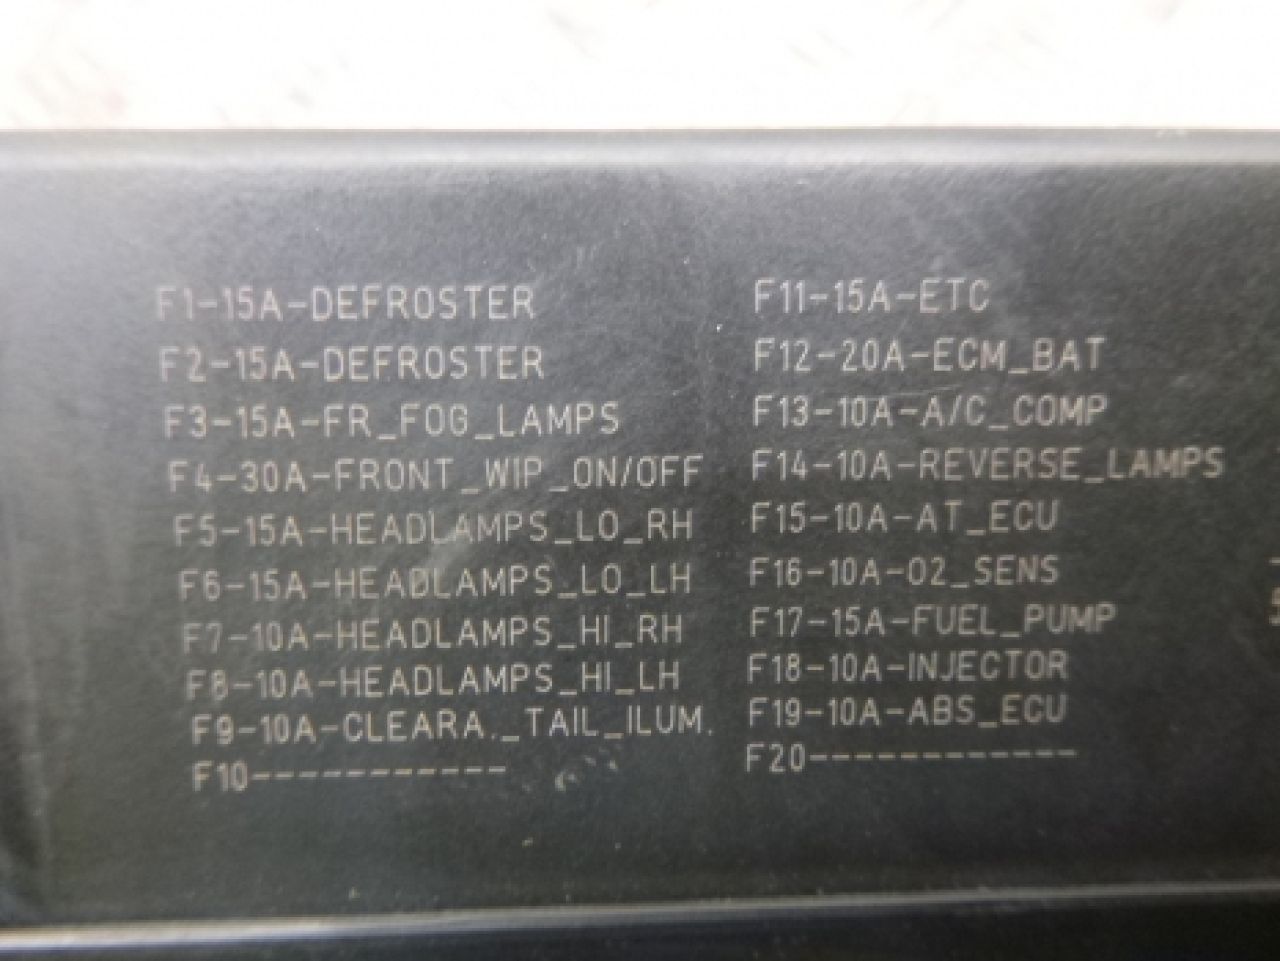 F1-15A-DEFROSTER
F2-15A-DEFROSTER
F3-15A-FR_FOG_LAMPS
F4-30A-FRONT_WIP_ON/OFF
F5-15A-HEADLAMPS_LO_RH
F6-15A-HEADLAMPS_LO_LH
F7-10A-HEADLAMPS_HI_RH
F8-10A-HEADLAMPS_HI_LH
F9-10A-CLEARA._TAIL_ILUM.
F10-----------
F11-15A-ETC
F12-20A-ECM_BAT
F13-10A-A/C_COMP
F14-10A-REVERSE_LAMPS
F15-10A-AT_ECU
F16-10A-O2_SENS
F17-15A-FUEL_PUMP
F18-10A-INJECTOR
F19-10A-ABS_ECU
F20------------